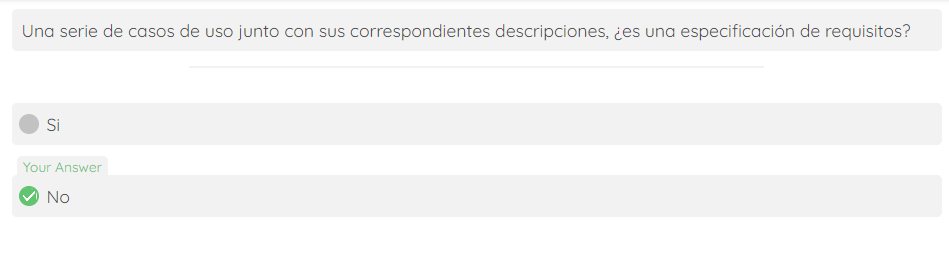 Una serie de casos de uso junto con sus correspondientes descripciones, ¿es una especificación de requisitos?
Si
Your Answer
No